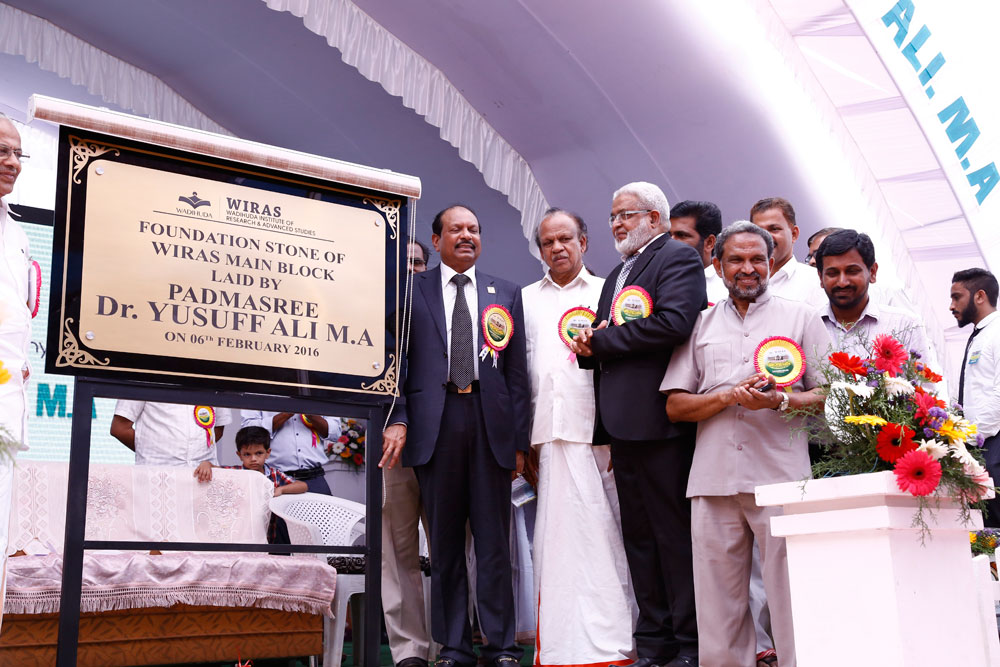 WADIHUDA
WIRAS
WADIHUDA INSTITUTE OF
RESEARCH & ADVANCED STUDIES
FOUNDATION STONE OF
WIRAS MAIN BLOCK
LAID BY
PADMASREE
Dr. YUSUFF ALI M.A
ON 06TH FEBRUARY 2016
ALI. M.A
M.A